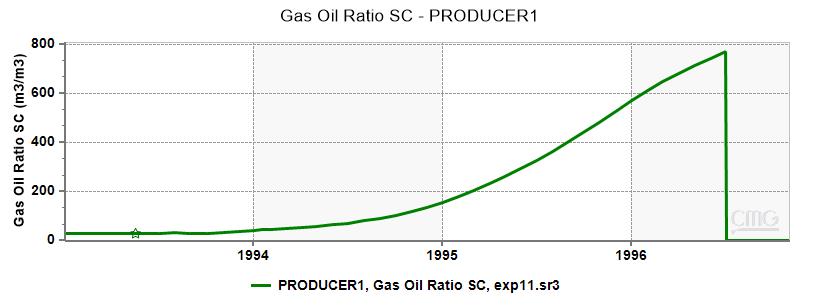 Gas Oil Ratio SC - PRODUCER1
Gas Oil Ratio SC (m3/m3)
800
600
400
200
0
1994
1995
1996
CMG
PRODUCER1, Gas Oil Ratio SC, exp11.sr3